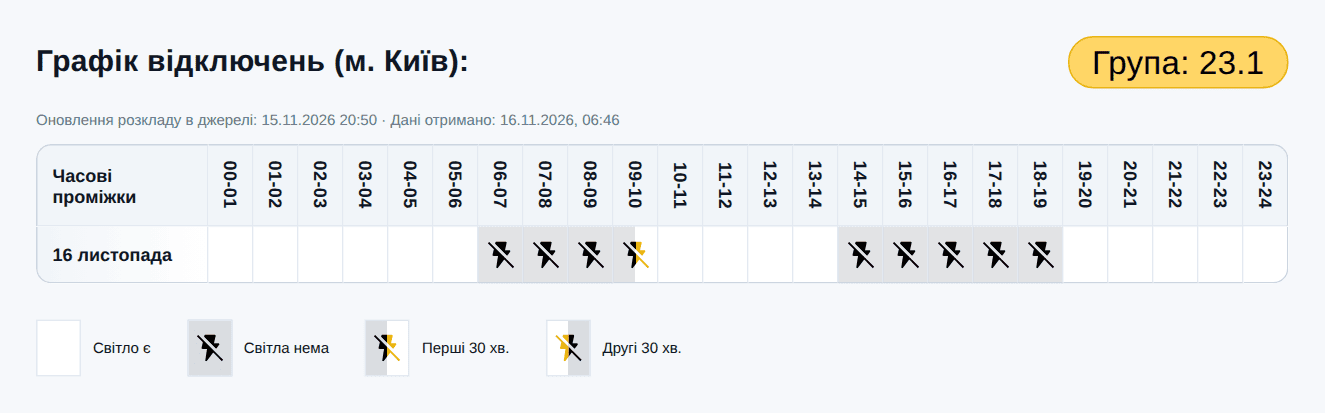 Графік відключень (м. Київ):
Група: 23.1
Оновлення розкладу в джерелі: 15.11.2026 20:50 · Дані отримано: 16.11.2026, 06:46
Часові
проміжки
00-01 01-02 02-03 03-04 04-05 05-06 06-07 07-08 08-09 09-10 10-11 11-12 12-13 13-14 14-15 15-16 16-17 17-18 18-19 19-20 20-21 21-22 22-23 23-24
16 листопада
Світло є Світла нема Перші 30 хв. Другі 30 хв.